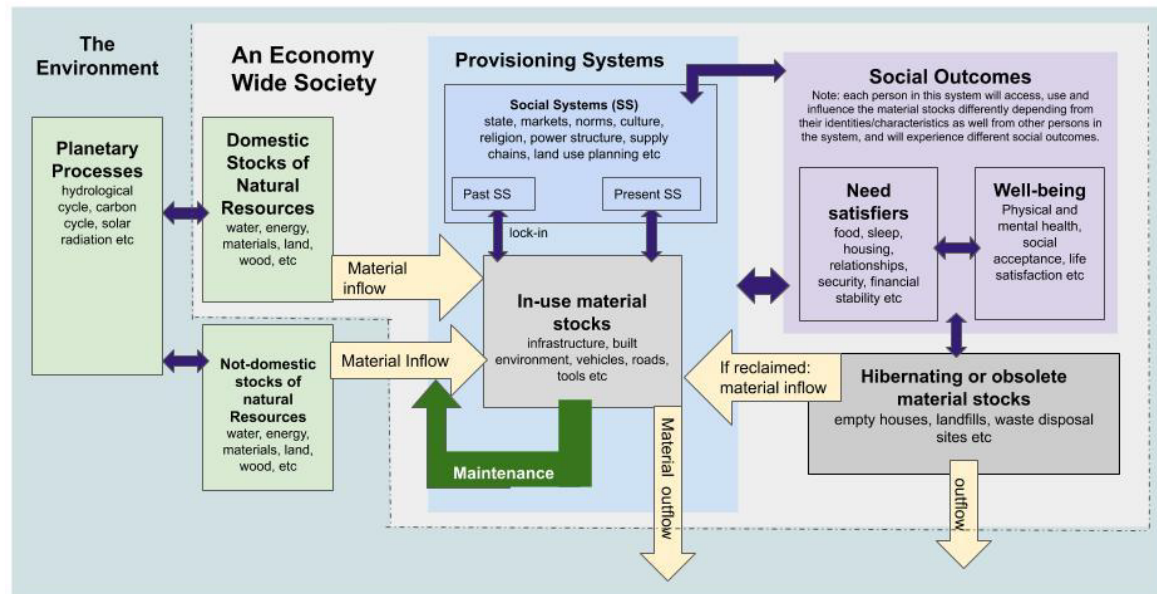 The
Environment
An Economy
Wide Society
Planetary
Processes
hydrological
cycle, carbon
cycle, solar
radiation etc
Domestic
Stocks of
Natural
Resources
water, energy,
materials, land,
wood, etc
Not-domestic
stocks of
natural
Resources
water, energy,
materials, land,
wood, etc
Material
inflow
Material Inflow
Provisioning Systems
Social Systems (SS)
state, markets, norms, culture,
religion, power structure, supply
chains, land use planning etc
Past SS
Present SS
lock-in
In-use material
stocks
infrastructure, built
environment, vehicles, roads,
tools etc
Maintenance
Material outflow
Social Outcomes
Note: each person in this system will access, use and
influence the material stocks differently depending from
their identities/characteristics as well from other persons in
the system, and will experience different social outcomes.
Need
satisfiers
food, sleep,
housing,
relationships,
security, financial
stability etc
Well-being
Physical and
mental health,
social
acceptance, life
satisfaction etc
If reclaimed:
material inflow
Hibernating or obsolete
material stocks
empty houses, landfills, waste disposal
sites etc
outflow